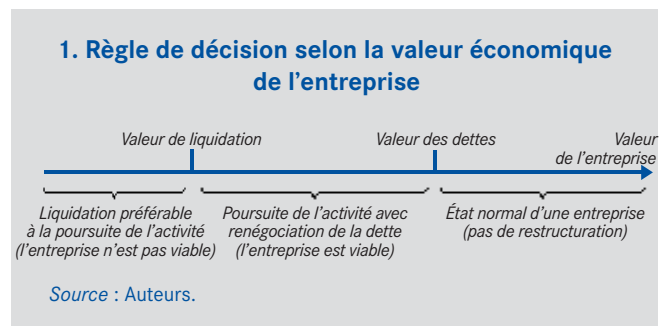 1. Règle de décision selon la valeur économique
de l’entreprise
Valeur de liquidation
Valeur des dettes
Valeur
de l’entreprise
Liquidation préférable
à la poursuite de l’activité
(l’entreprise n’est pas viable)
Poursuite de l’activité avec
renégociation de la dette
(l’entreprise est viable)
État normal d’une entreprise
(pas de restructuration)
Source : Auteurs.